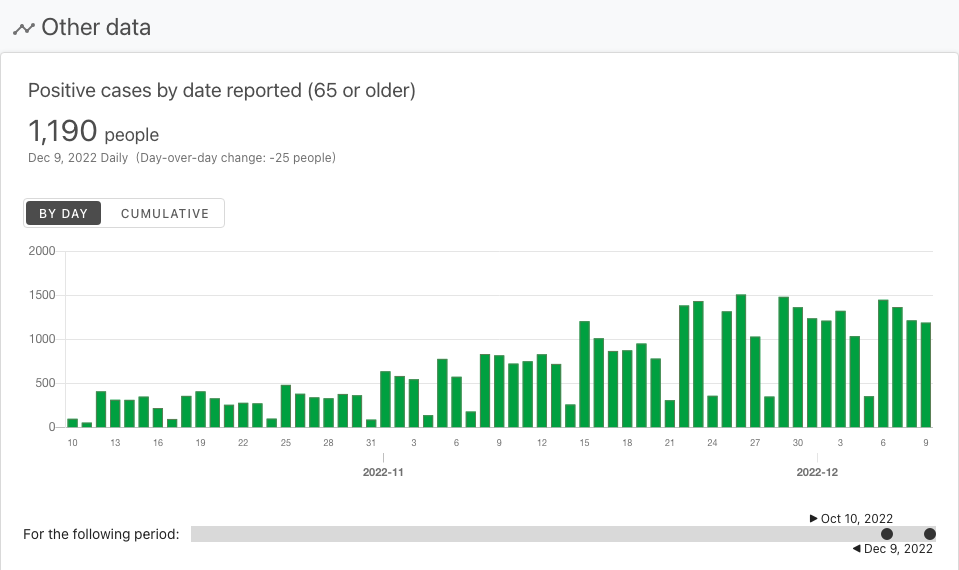 Other data
Positive cases by date reported (65 or older)
1,190 people
Dec 9, 2022 Daily (Day-over-day change: -25 people)
BY DAY CUMULATIVE
2000
1500
1000
500
0
10 13 16 19 22 25 28 31 3 6 9 12 15 18 21 24 27 30 3 6 9
2022-11 2022-12
▶ Oct 10, 2022
For the following period:
◀ Dec 9, 2022